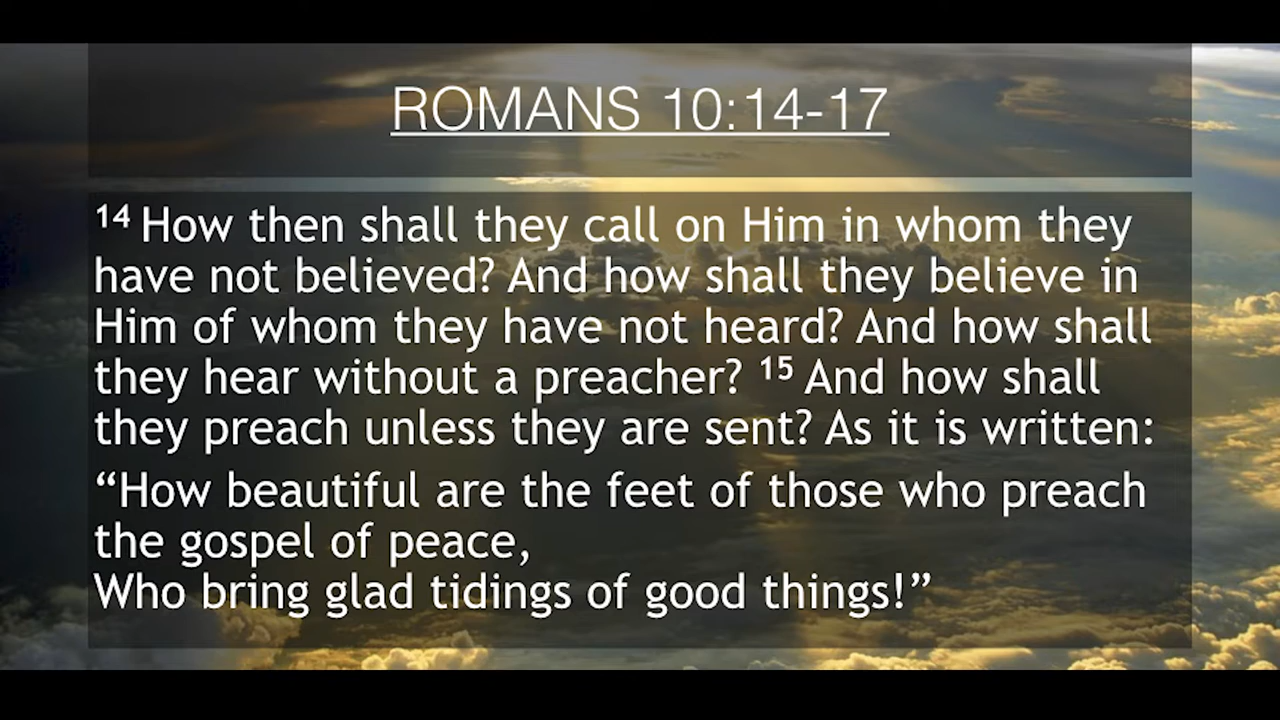 ROMANS 10:14-17
14 How then shall they call on Him in whom they
have not believed? And how shall they believe in
Him of whom they have not heard? And how shall
they hear without a preacher? 15 And how shall
they preach unless they are sent? As it is written:
“How beautiful are the feet of those who preach
the gospel of peace,
Who bring glad tidings of good things!”